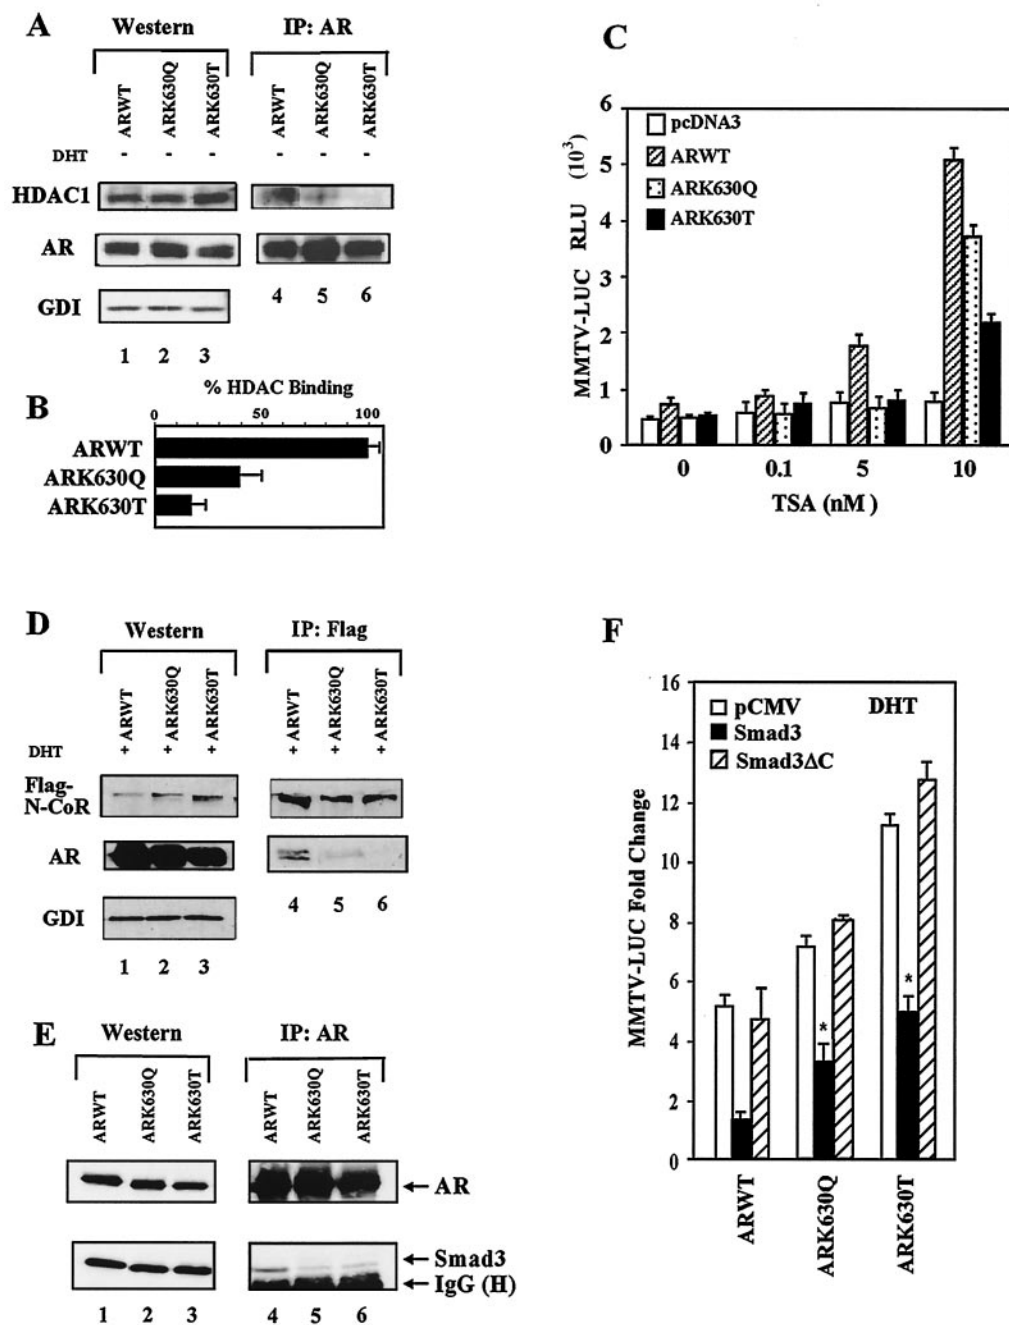 A
Western
IP: AR
ARWT
ARK630Q
ARK630T
ARWT
ARK630Q
ARK630T
DHT - - - - - -
HDAC1
AR
4 5 6
GDI
1 2 3
B
% HDAC Binding
0 50 100
ARWT
ARK630Q
ARK630T
C
MMTV-LUC RLU (10³)
6
5
4
3
2
1
0
pcDNA3
ARWT
ARK630Q
ARK630T
0 0.1 5 10
TSA (nM )
D
Western
IP: Flag
ARWT
ARK630Q
ARK630T
ARWT
ARK630Q
ARK630T
DHT + + + + + +
Flag-
N-CoR
AR
4 5 6
GDI
1 2 3
E
Western
IP: AR
ARWT
ARK630Q
ARK630T
ARWT
ARK630Q
ARK630T
←AR
←Smad3
←IgG (H)
1 2 3 4 5 6
F
MMTV-LUC Fold Change
16
14
12
10
8
6
4
2
0
pCMV
Smad3
Smad3ΔC
DHT
*
*
ARWT
ARK630Q
ARK630T